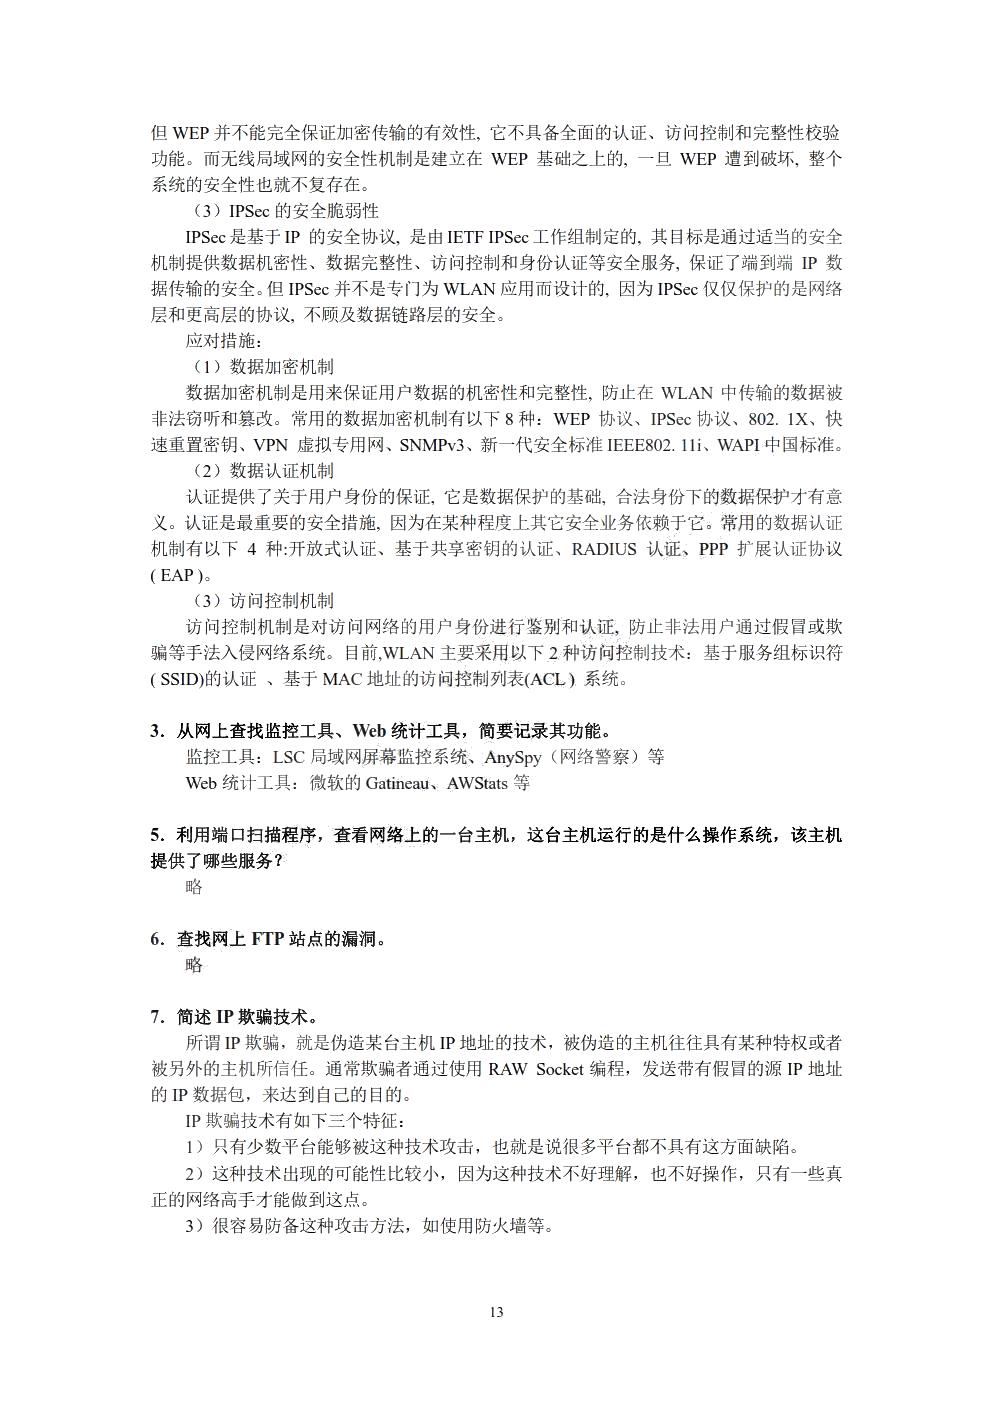 但 WEP 并不能完全保证加密传输的有效性, 它不具备全面的认证、访问控制和完整性校验
功能。而无线局域网的安全性机制是建立在 WEP 基础之上的, 一旦 WEP 遭到破坏, 整个
系统的安全性也就不复存在。
（3）IPSec 的安全脆弱性
IPSec 是基于 IP 的安全协议, 是由 IETF IPSec 工作组制定的, 其目标是通过适当的安全
机制提供数据机密性、数据完整性、访问控制和身份认证等安全服务, 保证了端到端 IP 数
据传输的安全。但 IPSec 并不是专门为 WLAN 应用而设计的, 因为 IPSec 仅仅保护的是网络
层和更高层的协议, 不顾及数据链路层的安全。
应对措施：
（1）数据加密机制
数据加密机制是用来保证用户数据的机密性和完整性, 防止在 WLAN 中传输的数据被
非法窃听和篡改。常用的数据加密机制有以下 8 种：WEP 协议、IPSec 协议、802. 1X、快
速重置密钥、VPN 虚拟专用网、SNMPv3、新一代安全标准 IEEE802. 11i、WAPI 中国标准。
（2）数据认证机制
认证提供了关于用户身份的保证, 它是数据保护的基础, 合法身份下的数据保护才有意
义。认证是最重要的安全措施, 因为在某种程度上其它安全业务依赖于它。常用的数据认证
机制有以下 4 种:开放式认证、基于共享密钥的认证、RADIUS 认证、PPP 扩展认证协议
( EAP )。
（3）访问控制机制
访问控制机制是对访问网络的用户身份进行鉴别和认证, 防止非法用户通过假冒或欺
骗等手法入侵网络系统。目前,WLAN 主要采用以下 2 种访问控制技术：基于服务组标识符
( SSID)的认证 、基于 MAC 地址的访问控制列表(ACL ) 系统。
3．从网上查找监控工具、Web 统计工具，简要记录其功能。
监控工具：LSC 局域网屏幕监控系统、AnySpy（网络警察）等
Web 统计工具：微软的 Gatineau、AWStats 等
5．利用端口扫描程序，查看网络上的一台主机，这台主机运行的是什么操作系统，该主机
提供了哪些服务？
略
6．查找网上 FTP 站点的漏洞。
略
7．简述 IP 欺骗技术。
所谓 IP 欺骗，就是伪造某台主机 IP 地址的技术，被伪造的主机往往具有某种特权或者
被另外的主机所信任。通常欺骗者通过使用 RAW Socket 编程，发送带有假冒的源 IP 地址
的 IP 数据包，来达到自己的目的。
IP 欺骗技术有如下三个特征：
1）只有少数平台能够被这种技术攻击，也就是说很多平台都不具有这方面缺陷。
2）这种技术出现的可能性比较小，因为这种技术不好理解，也不好操作，只有一些真
正的网络高手才能做到这点。
3）很容易防备这种攻击方法，如使用防火墙等。
13